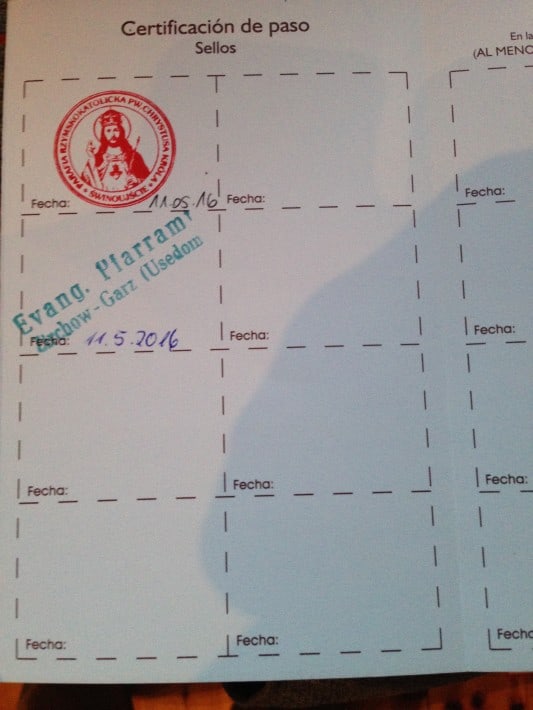 Certificación de paso
Sellos
En la
(AL MENO
PARAFIA RZYMSKOKATOLICKA PW. CHRYSTUSA KRÓLA
ŚWINOUJŚCIE
Fecha: 11.05.16
Fecha:
Fecha:
Evang. Pfarramt
Zirchow-Garz (Usedom
Fecha: 11.5.2016
Fecha:
Fecha:
Fecha:
Fecha:
Fecha:
Fecha:
Fecha:
Fecha